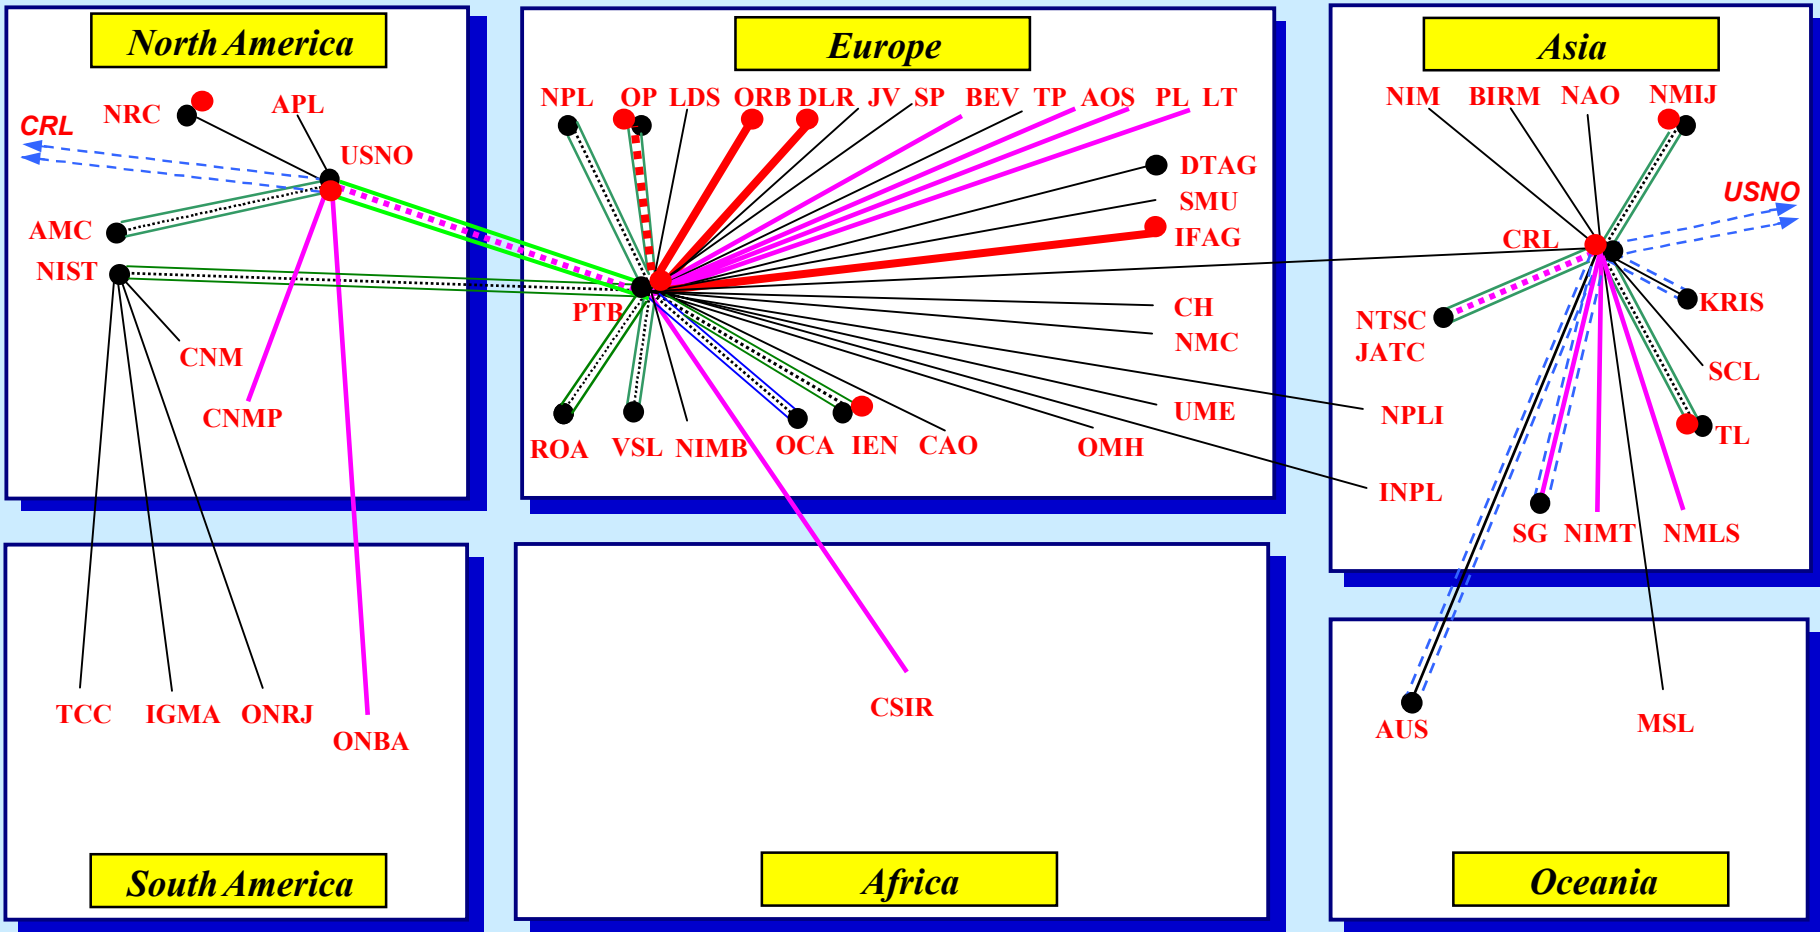 North America
NRC
APL
CRL
USNO
AMC
NIST
CNM
CNMP
Europe
NPL OP LDS ORB DLR JV SP BEV TP AOS PL LT
DTAG
SMU
IFAG
PTB
CH
NMC
UME
ROA VSL NIMB OCA IEN CAO OMH
Asia
NIM BIRM NAO NMIJ
USNO
CRL
KRIS
NTSC
JATC
SCL
NPLI
TL
INPL
SG NIMT NMLS
TCC IGMA ONRJ
ONBA
South America
CSIR
Africa
AUS
MSL
Oceania